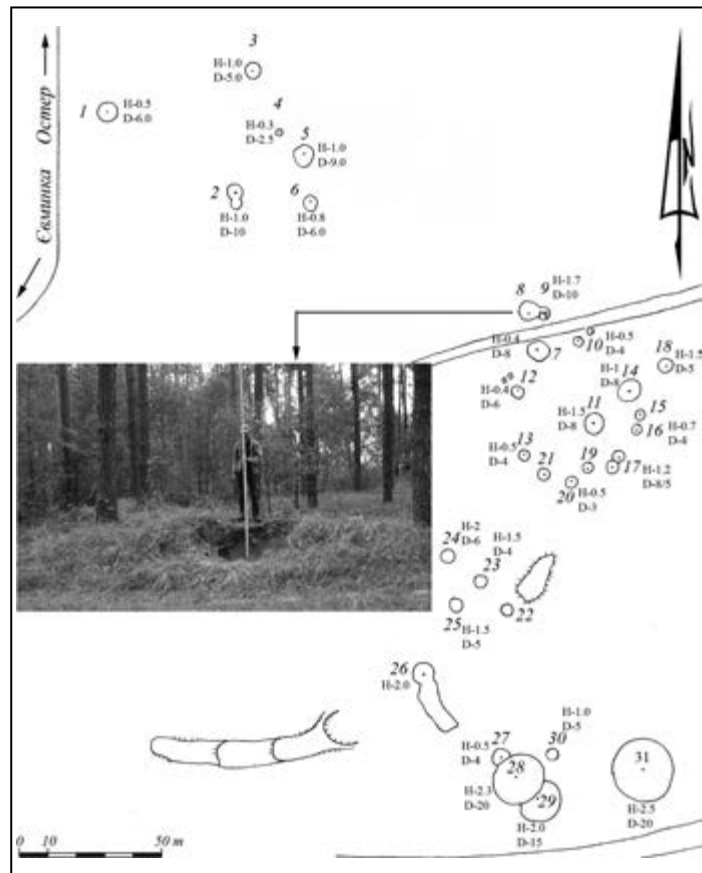 3
H-1.0
D-5.0
1
H-0.5
D-6.0
4
H-0.3
D-2.5
5
H-1.0
D-9.0
2
H-1.0
D-10
6
H-0.8
D-6.0
Євминка Остер
N
8
9
H-1.7
D-10
H-0.4
D-8
7
10
H-0.5
D-4
18
H-1.5
D-5
12
H-0.4
D-6
H-1
D-8
14
11
H-1.5
D-8
15
16
H-0.7
D-4
13
H-0.5
D-4
21
19
17
H-1.2
D-8/5
20
H-0.5
D-3
24
H-2
D-6
23
H-1.5
D-4
22
25
H-1.5
D-5
26
H-2.0
27
H-0.5
D-4
30
H-1.0
D-5
28
H-2.3
D-20
29
H-2.0
D-15
31
H-2.5
D-20
0 10 50 m